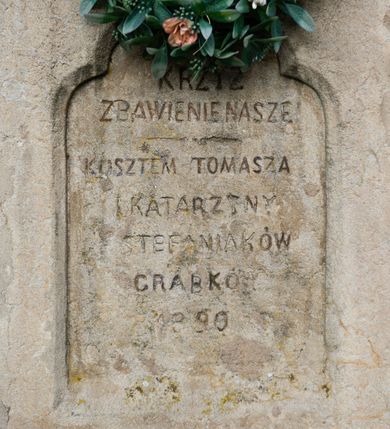 KRZYŻ
ZBAWIENIE NASZE
KOSZTEM TOMASZA
I KATARZYNY
STEFANIAKÓW
GRABKÓW
1890